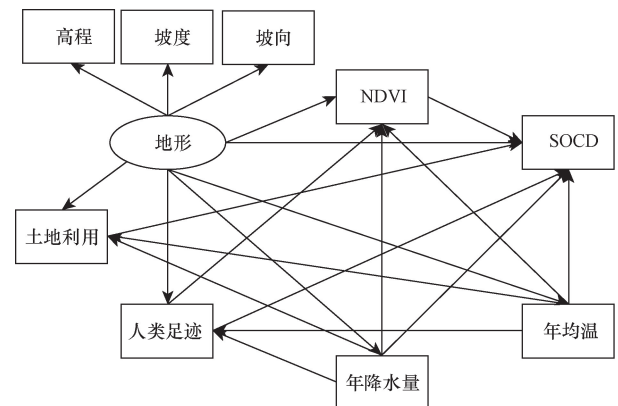 高程
坡度
坡向
NDVI
地形
SOCD
土地利用
人类足迹
年均温
年降水量